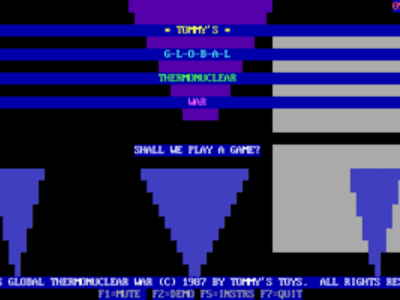 * TOMMY'S *
G-L-O-B-A-L
THERMONUCLEAR
WAR
SHALL WE PLAY A GAME?
S GLOBAL THERMONUCLEAR WAR (C) 1987 BY TOMMY'S TOYS. ALL RIGHTS RES
F1=MUTE F2=DEMO F5=INSTRS F7=QUIT